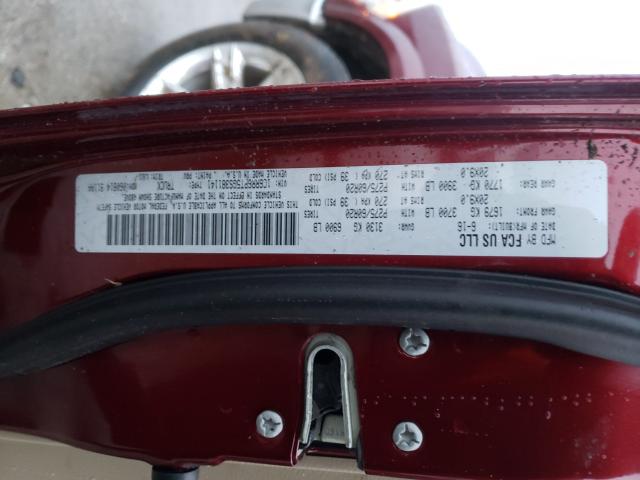 MFD BY FCA US LLC
DATE OF MFR(BUILT): 6-16 GVWR: 3130 KG 6900 LB
GAWR FRONT: 1679 KG 3700 LB WITH P275/60R20 TIRES
RIMS AT 20X9.0 270 KPA( 39 PSI) COLD
GAWR REAR: 1770 KG 3900 LB WITH P275/60R20 TIRES
RIMS AT 20X9.0 270 KPA( 39 PSI) COLD
THIS VEHICLE CONFORMS TO ALL APPLICABLE U.S.A. FEDERAL MOTOR VEHICLE SAFETY
STANDARDS IN EFFECT ON THE DATE OF MANUFACTURE SHOWN ABOVE
VIN: TYPE: TRUCK
VEHICLE MADE IN U.S.A.